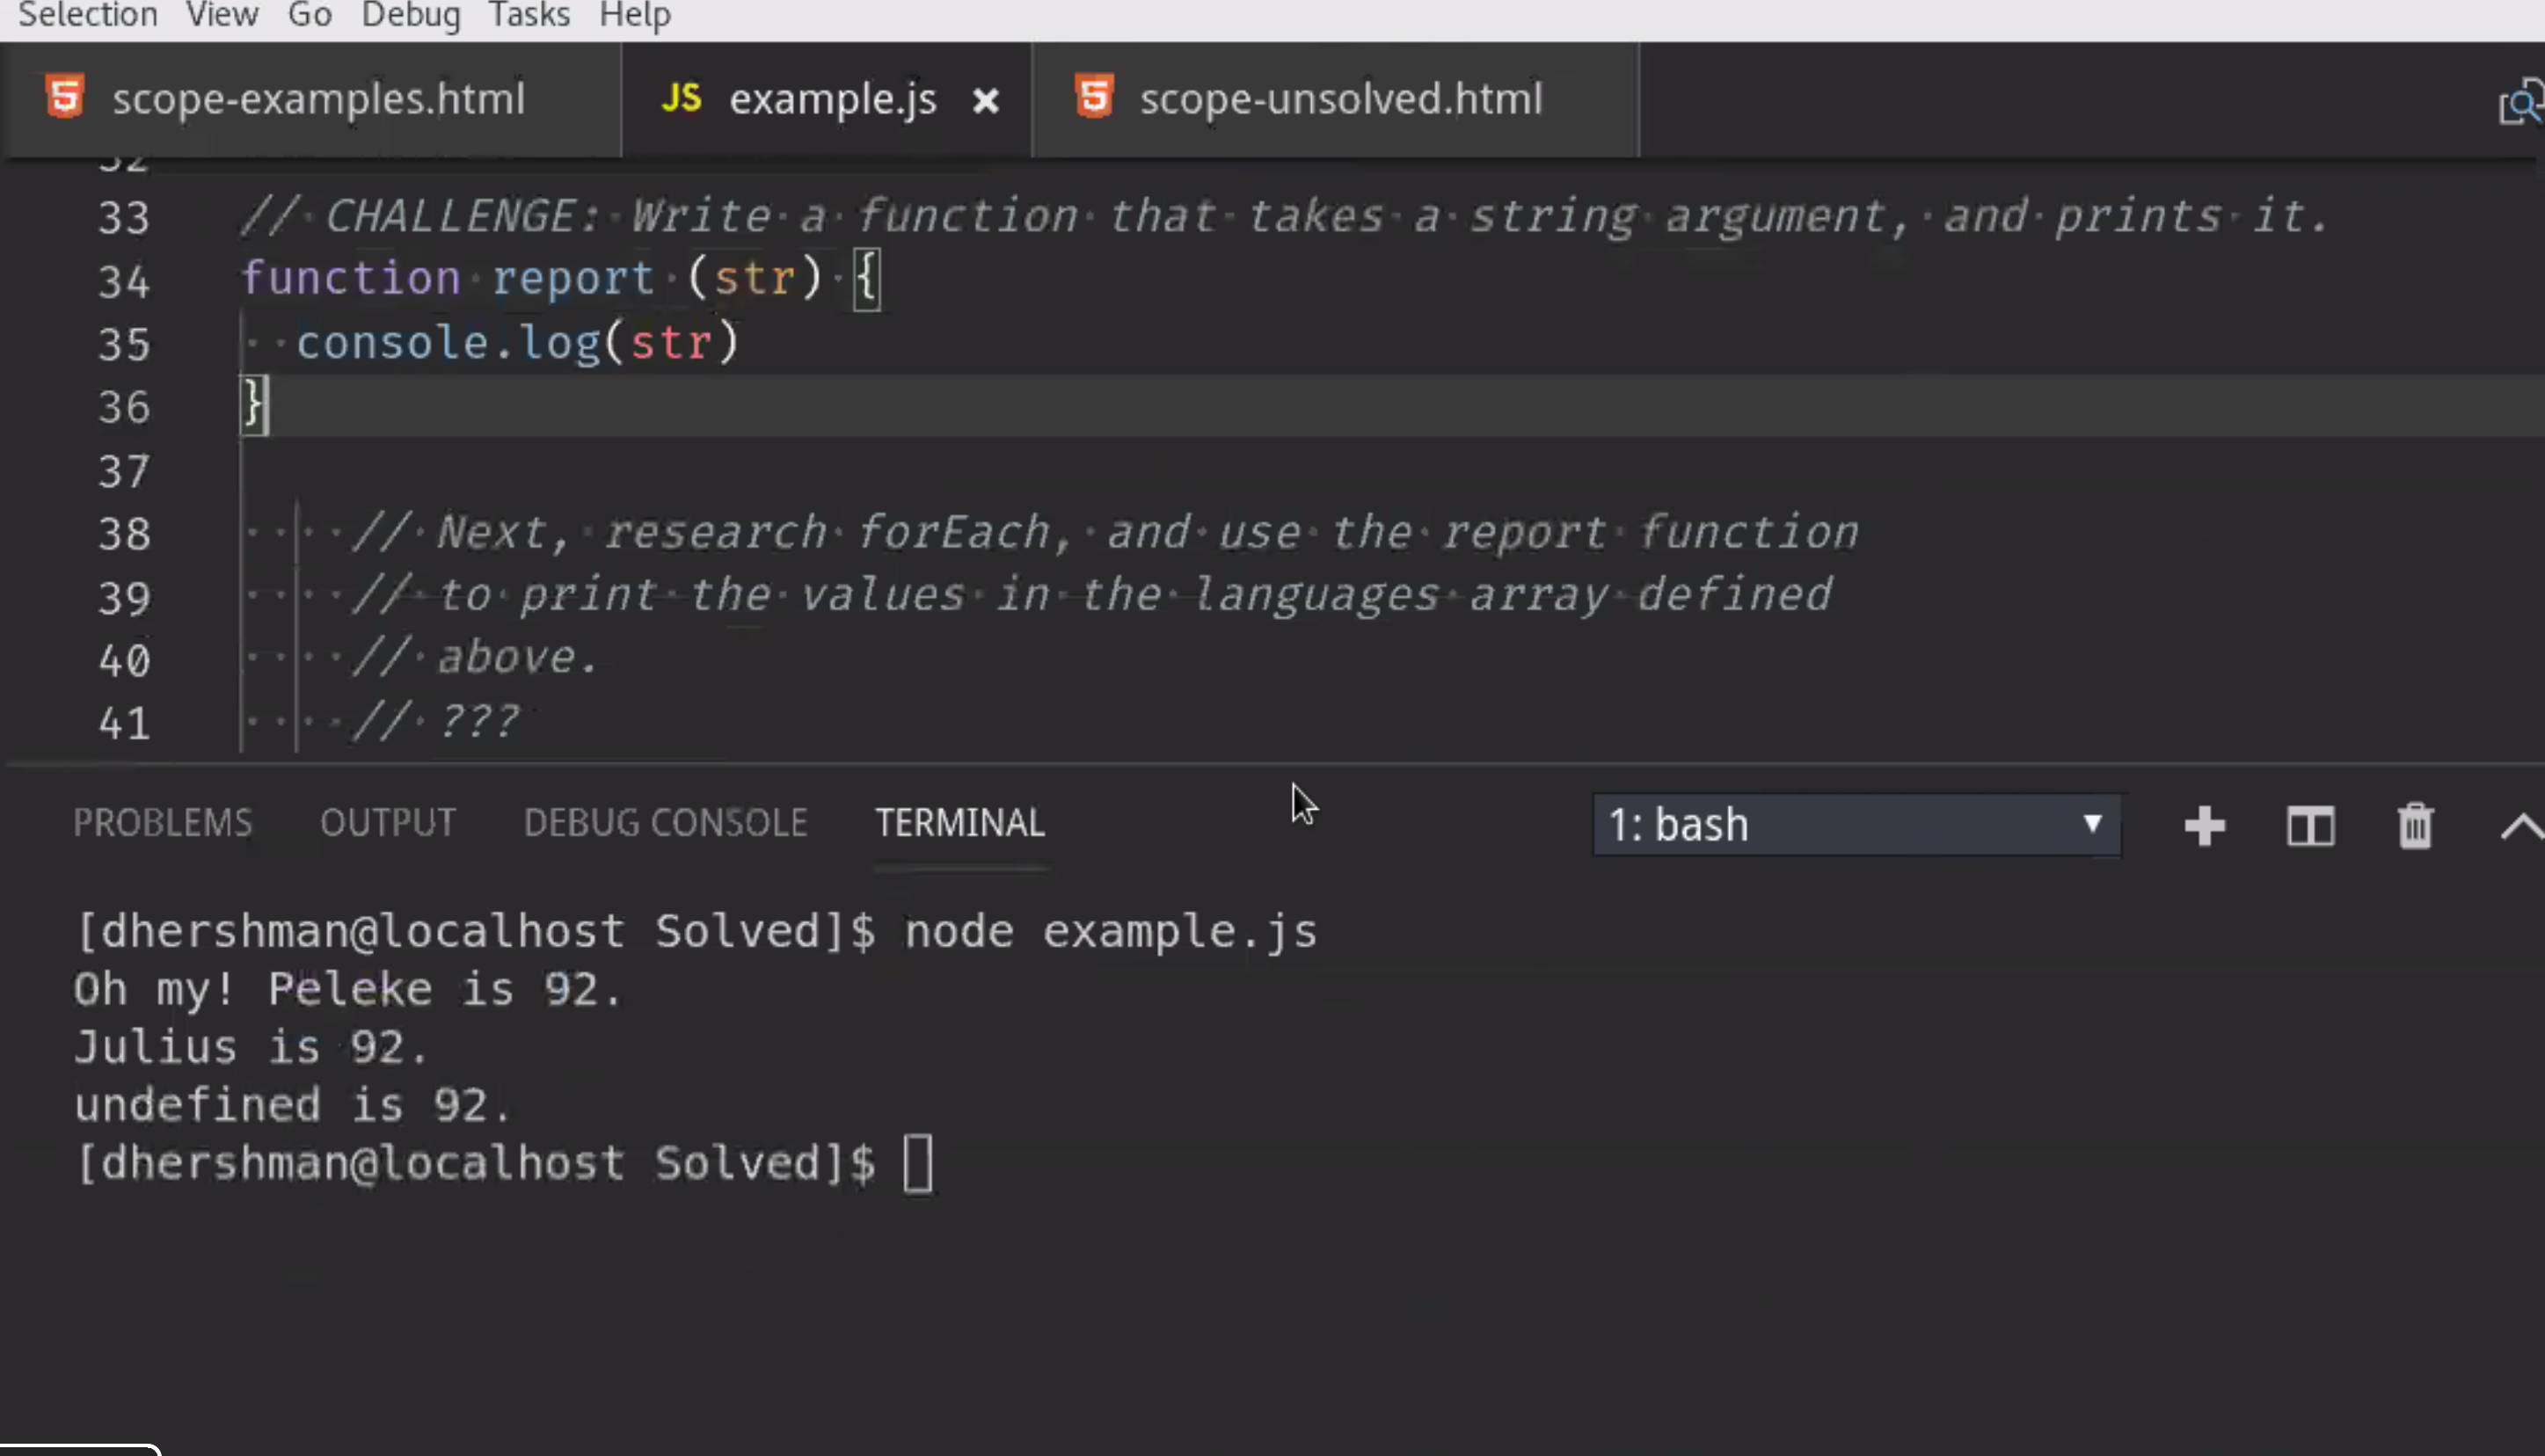 Selection View Go Debug Tasks Help
scope-examples.html JS example.js × scope-unsolved.html
32
33 // CHALLENGE: Write a function that takes a string argument, and prints it.
34 function report (str) {
35 console.log(str)
36 }
37
38 // Next, research forEach, and use the report function
39 // to print the values in the languages array defined
40 // above.
41 // ???
PROBLEMS OUTPUT DEBUG CONSOLE TERMINAL 1: bash
[dhershman@localhost Solved]$ node example.js
Oh my! Peleke is 92.
Julius is 92.
undefined is 92.
[dhershman@localhost Solved]$